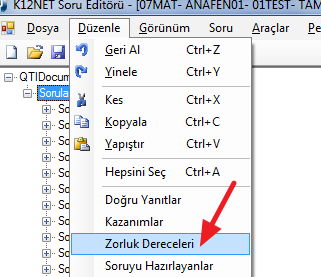 K12NET Soru Editörü - [07MAT- ANAFEN01- 01TEST- TAM
Dosya Düzenle Görünüm Soru Araçlar Pe
QTIDocum
Sorula
So
So
So
So
So
So
So
So
So
Geri Al Ctrl+Z
Yinele Ctrl+Y
Kes Ctrl+X
Kopyala Ctrl+C
Yapıştır Ctrl+V
Hepsini Seç Ctrl+A
Doğru Yanıtlar
Kazanımlar
Zorluk Dereceleri
Soruyu Hazırlayanlar